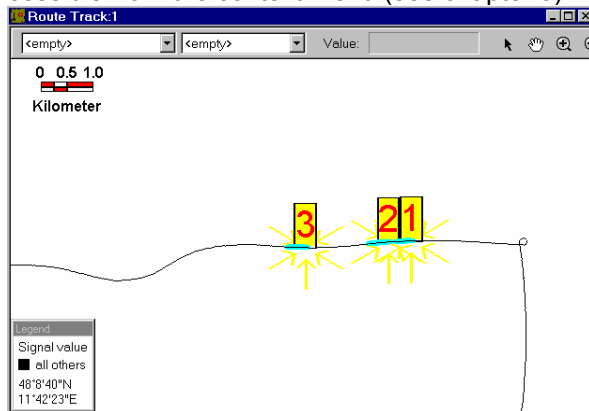 Route Track:1
<empty> <empty> Value:
0 0.5 1.0
Kilometer
3 2 1
Legend
Signal value
all others
48°8'40"N
11°42'23"E